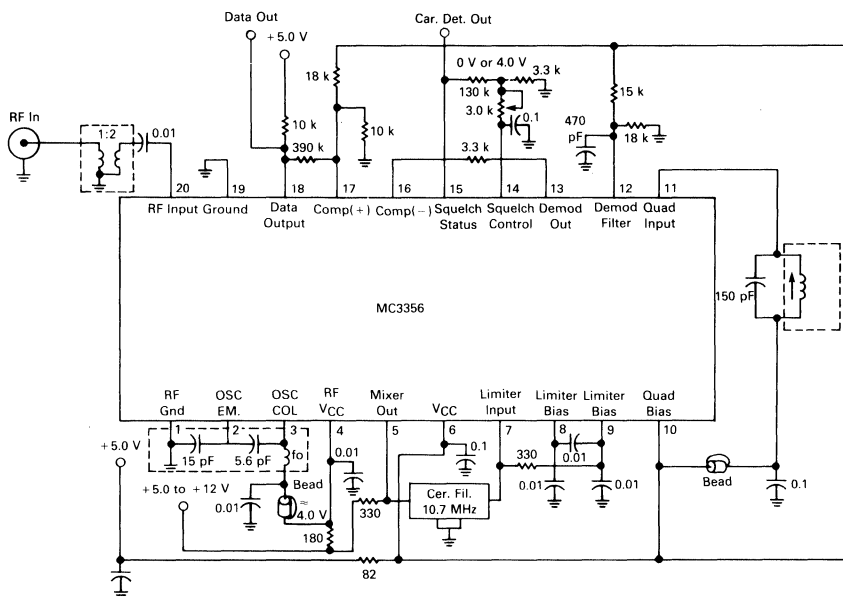 Data Out
Car. Det. Out
+5.0 V
0 V or 4.0 V
3.3 k
18 k
130 k
15 k
RF In
3.0 k
0.1
470 pF
1:2
0.01
10 k
390 k
10 k
3.3 k
18 k
20 19 18 17 16 15 14 13 12 11
RF Input
Ground
Data Output
Comp(+)
Comp(−)
Squelch Status
Squelch Control
Demod Out
Demod Filter
Quad Input
150 pF
MC3356
RF Gnd
OSC EM.
OSC COL
RF VCC
Mixer Out
VCC
Limiter Input
Limiter Bias
Limiter Bias
Quad Bias
1 2 3 4 5 6 7 8 9 10
+5.0 V
15 pF
5.6 pF
fo
0.01
0.1
330
0.01
+5.0 to +12 V
0.01
Bead
≈
4.0 V
330
Cer. Fil.
10.7 MHz
0.01
0.01
Bead
0.1
180
82